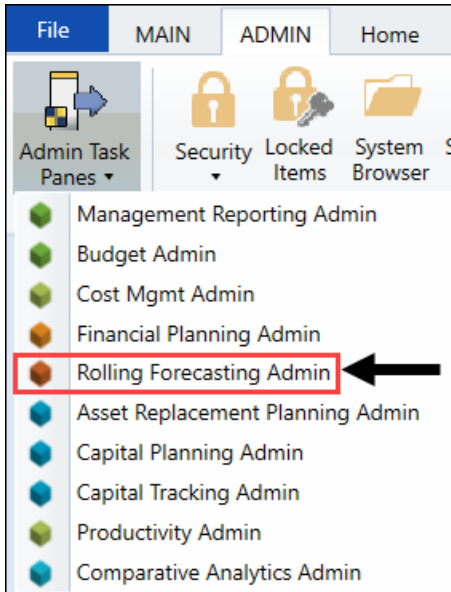 File MAIN ADMIN Home
Admin Task Panes ▾
Security ▾
Locked Items
System Browser
S
Management Reporting Admin
Budget Admin
Cost Mgmt Admin
Financial Planning Admin
Rolling Forecasting Admin
Asset Replacement Planning Admin
Capital Planning Admin
Capital Tracking Admin
Productivity Admin
Comparative Analytics Admin